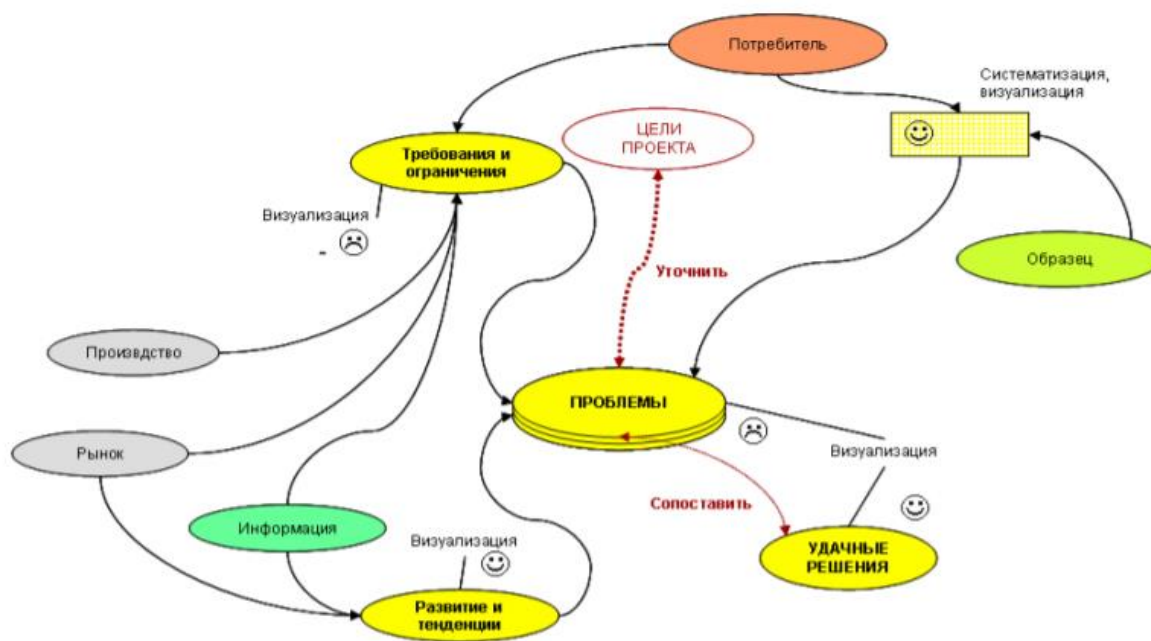 Потребитель
Систематизация,
визуализация
ЦЕЛИ
ПРОЕКТА
Требования и
ограничения
Визуализация
-
Образец
Уточнить
Произвдство
ПРОБЛЕМЫ
Рынок
Визуализация
Сопоставить
Информация
Визуализация
УДАЧНЫЕ
РЕШЕНИЯ
Развитие и
тенденции